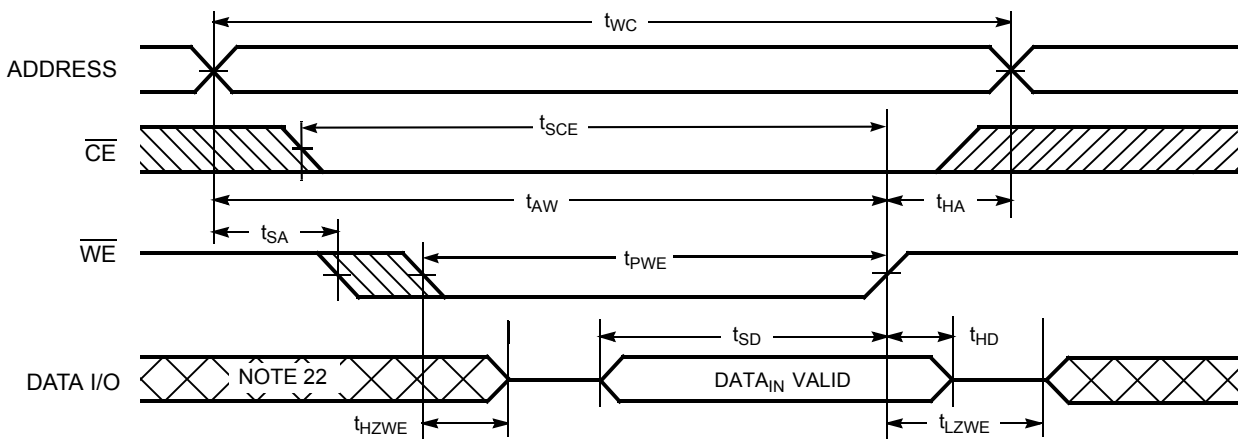 tWC
ADDRESS
tSCE
CE
tAW
tHA
tSA
WE
tPWE
tSD
tHD
DATA I/O
NOTE 22
DATAIN VALID
tHZWE
tLZWE